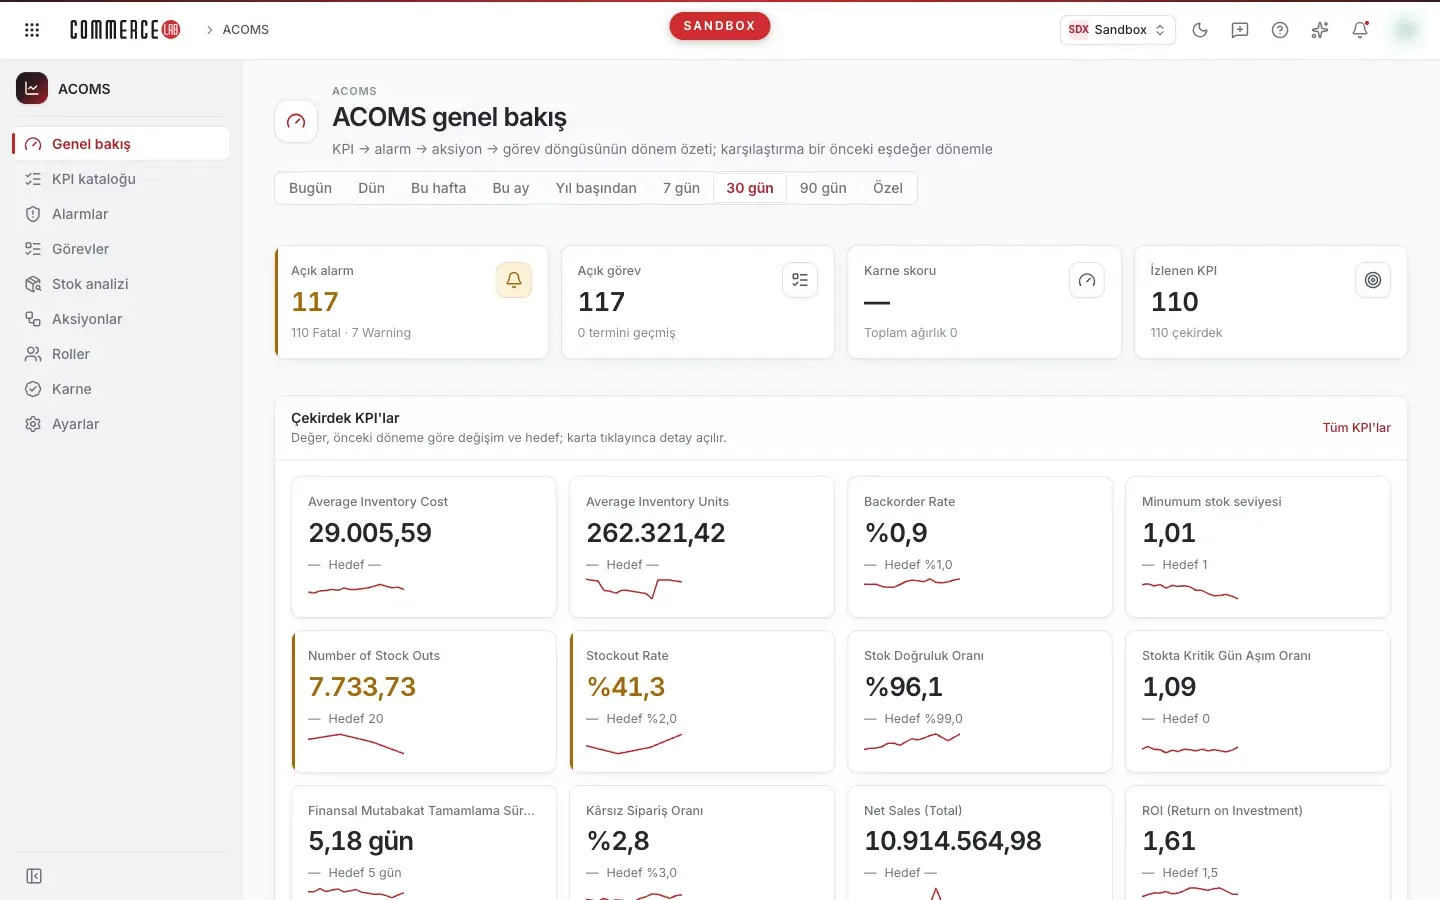 COMMERCE LAB
ACOMS
SANDBOX
SDX Sandbox
ACOMS
Genel bakış
KPI kataloğu
Alarmlar
Görevler
Stok analizi
Aksiyonlar
Roller
Karne
Ayarlar
ACOMS
ACOMS genel bakış
KPI → alarm → aksiyon → görev döngüsünün dönem özeti; karşılaştırma bir önceki eşdeğer dönemle
Bugün Dün Bu hafta Bu ay Yıl başından 7 gün 30 gün 90 gün Özel
Açık alarm
117
110 Fatal · 7 Warning
Açık görev
117
0 termini geçmiş
Karne skoru
—
Toplam ağırlık 0
İzlenen KPI
110
110 çekirdek
Çekirdek KPI'lar
Değer, önceki döneme göre değişim ve hedef; karta tıklayınca detay açılır.
Tüm KPI'lar
Average Inventory Cost
29.005,59
— Hedef —
Average Inventory Units
262.321,42
— Hedef —
Backorder Rate
%0,9
— Hedef %1,0
Minumum stok seviyesi
1,01
— Hedef 1
Number of Stock Outs
7.733,73
— Hedef 20
Stockout Rate
%41,3
— Hedef %2,0
Stok Doğruluk Oranı
%96,1
— Hedef %99,0
Stokta Kritik Gün Aşım Oranı
1,09
— Hedef 0
Finansal Mutabakat Tamamlama Sür...
5,18 gün
— Hedef 5 gün
Kârsız Sipariş Oranı
%2,8
— Hedef %3,0
Net Sales (Total)
10.914.564,98
— Hedef —
ROI (Return on Investment)
1,61
— Hedef 1,5